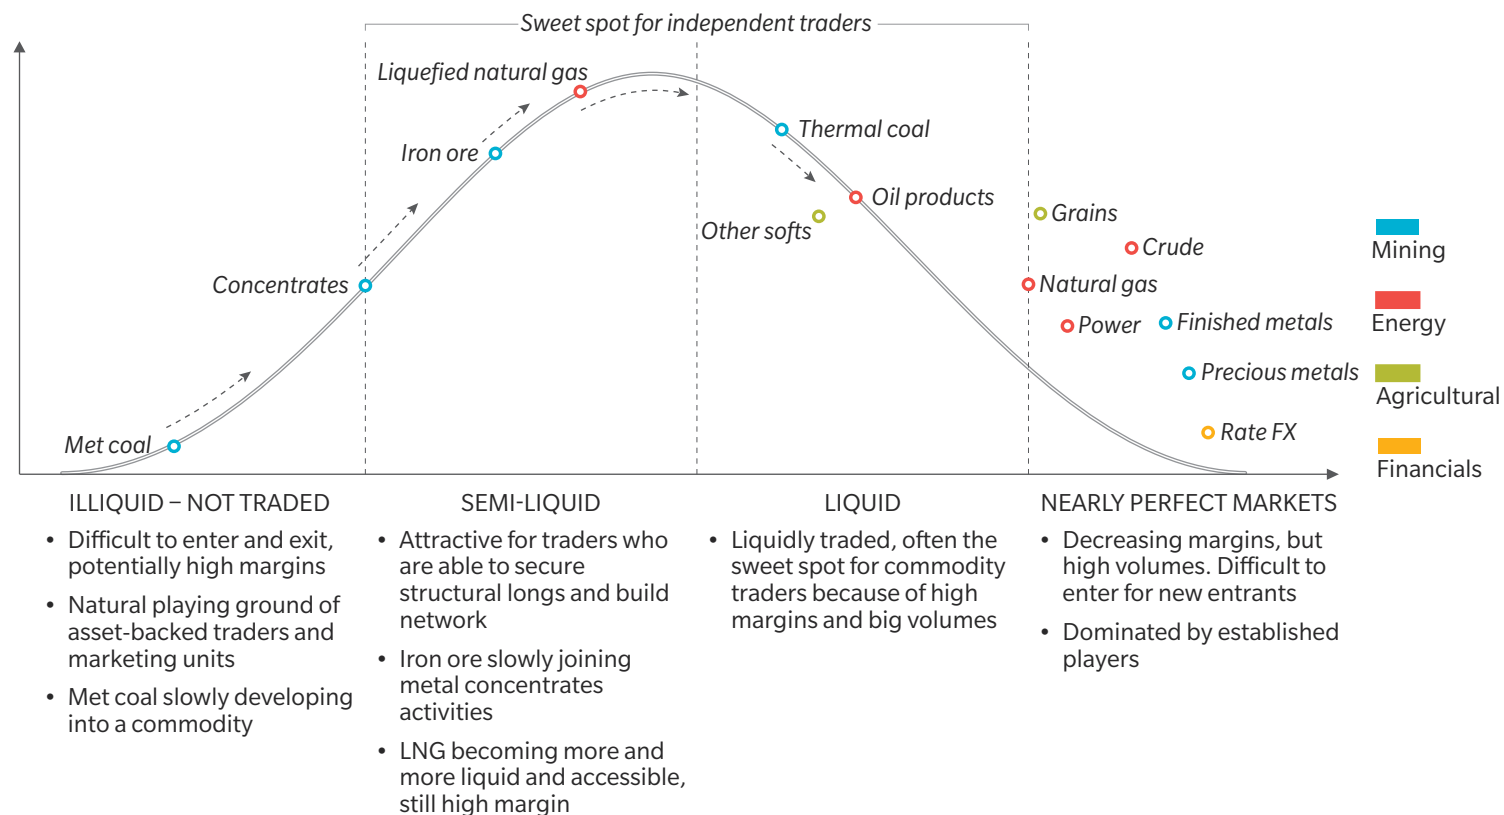 Sweet spot for independent traders
Liquefied natural gas
Thermal coal
Iron ore
Oil products
Other softs
Grains
Crude
Concentrates
Natural gas
Power
Finished metals
Precious metals
Met coal
Rate FX
Mining
Energy
Agricultural
Financials
ILLIQUID – NOT TRADED
• Difficult to enter and exit,
potentially high margins
• Natural playing ground of
asset-backed traders and
marketing units
• Met coal slowly developing
into a commodity
SEMI-LIQUID
• Attractive for traders who
are able to secure
structural longs and build
network
• Iron ore slowly joining
metal concentrates
activities
• LNG becoming more and
more liquid and accessible,
still high margin
LIQUID
• Liquidly traded, often the
sweet spot for commodity
traders because of high
margins and big volumes
NEARLY PERFECT MARKETS
• Decreasing margins, but
high volumes. Difficult to
enter for new entrants
• Dominated by established
players